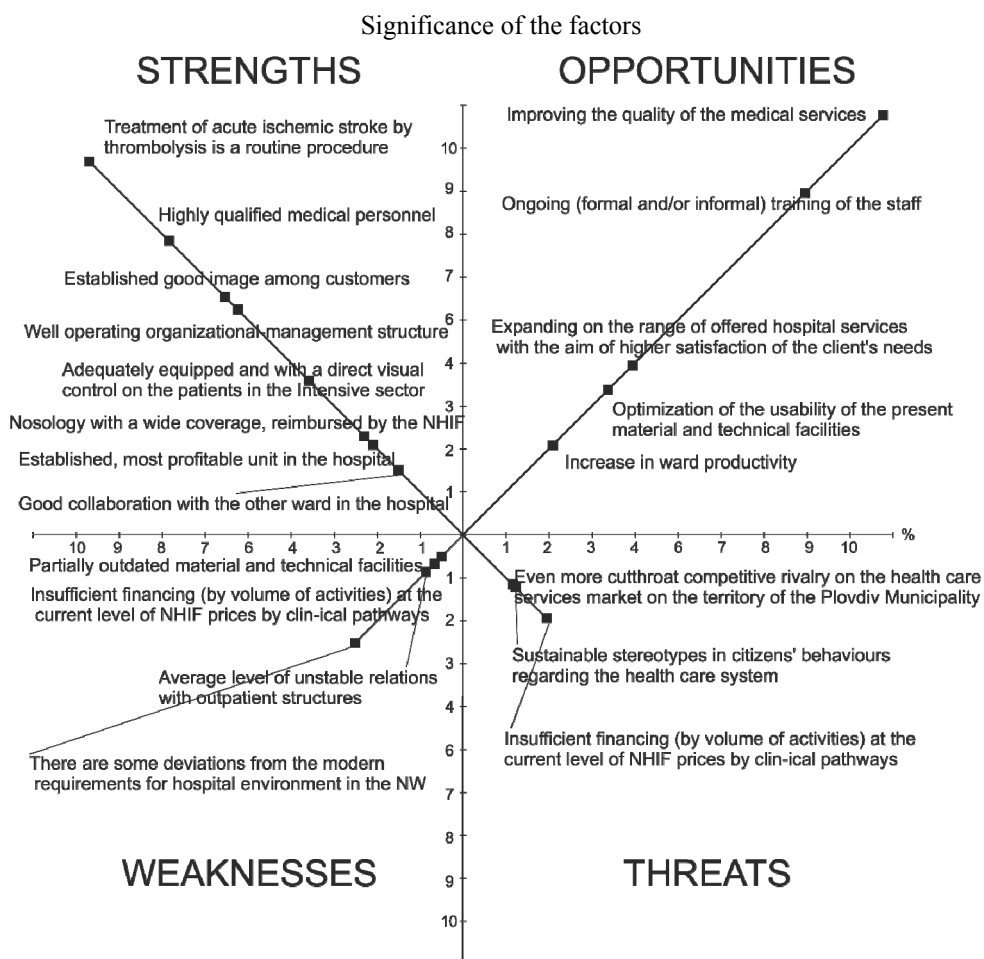 Significance of the factors
STRENGTHS
OPPORTUNITIES
Treatment of acute ischemic stroke by
thrombolysis is a routine procedure
Highly qualified medical personnel
Established good image among customers
Well operating organizational-management structure
Adequately equipped and with a direct visual
control on the patients in the Intensive sector
Nosology with a wide coverage, reimbursed by the NHIF
Established, most profitable unit in the hospital
Good collaboration with the other ward in the hospital
Improving the quality of the medical services
Ongoing (formal and/or informal) training of the staff
Expanding on the range of offered hospital services
with the aim of higher satisfaction of the client's needs
Optimization of the usability of the present
material and technical facilities
Increase in ward productivity
10
9
8
7
6
5
4
3
2
1
10 9 8 7 6 5 4 3 2 1 1 2 3 4 5 6 7 8 9 10 %
1
2
3
4
4
6
7
8
9
10
Partially outdated material and technical facilities
Insufficient financing (by volume of activities) at the
current level of NHIF prices by clin-ical pathways
Average level of unstable relations
with outpatient structures
There are some deviations from the modern
requirements for hospital environment in the NW
Even more cutthroat competitive rivalry on the health care
services market on the territory of the Plovdiv Municipality
Sustainable stereotypes in citizens' behaviours
regarding the health care system
Insufficient financing (by volume of activities) at the
current level of NHIF prices by clin-ical pathways
WEAKNESSES
THREATS